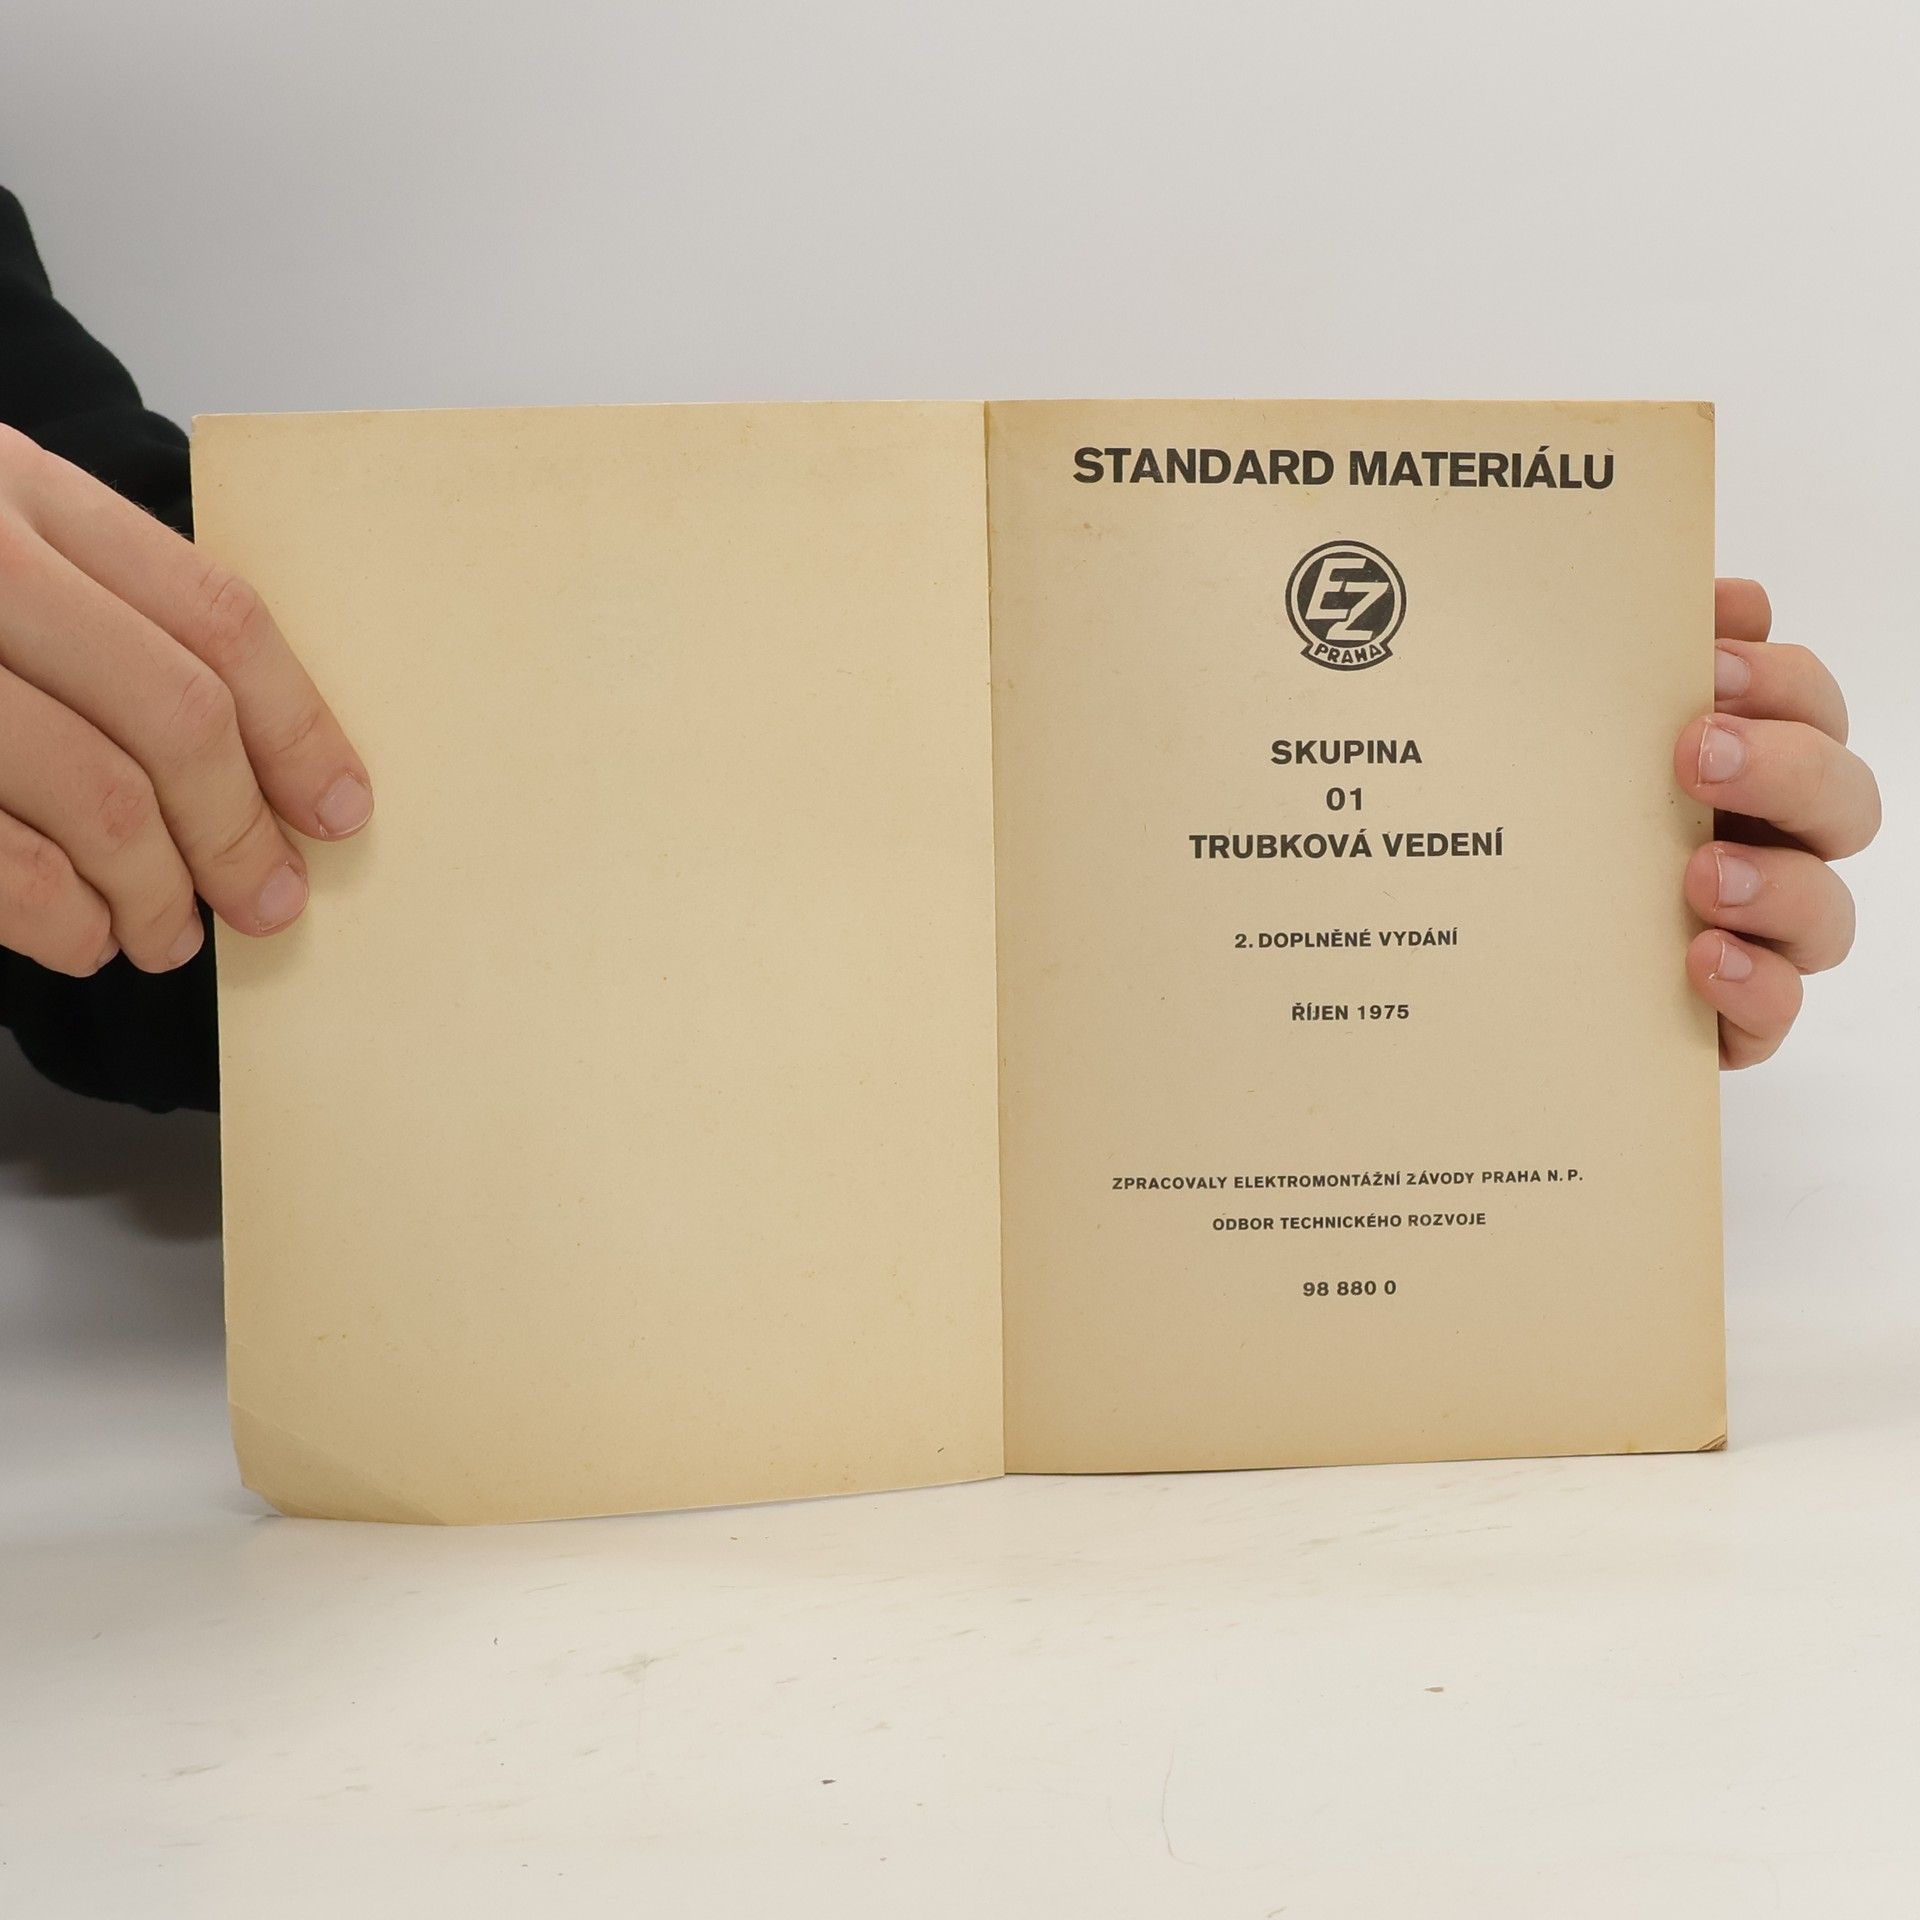 STANDARD MATERIÁLU
EZ
PRAHA
SKUPINA
01
TRUBKOVÁ VEDENÍ
2. DOPLNĚNÉ VYDÁNÍ
ŘÍJEN 1975
ZPRACOVALY ELEKTROMONTÁŽNÍ ZÁVODY PRAHA N. P.
ODBOR TECHNICKÉHO ROZVOJE
98 880 0